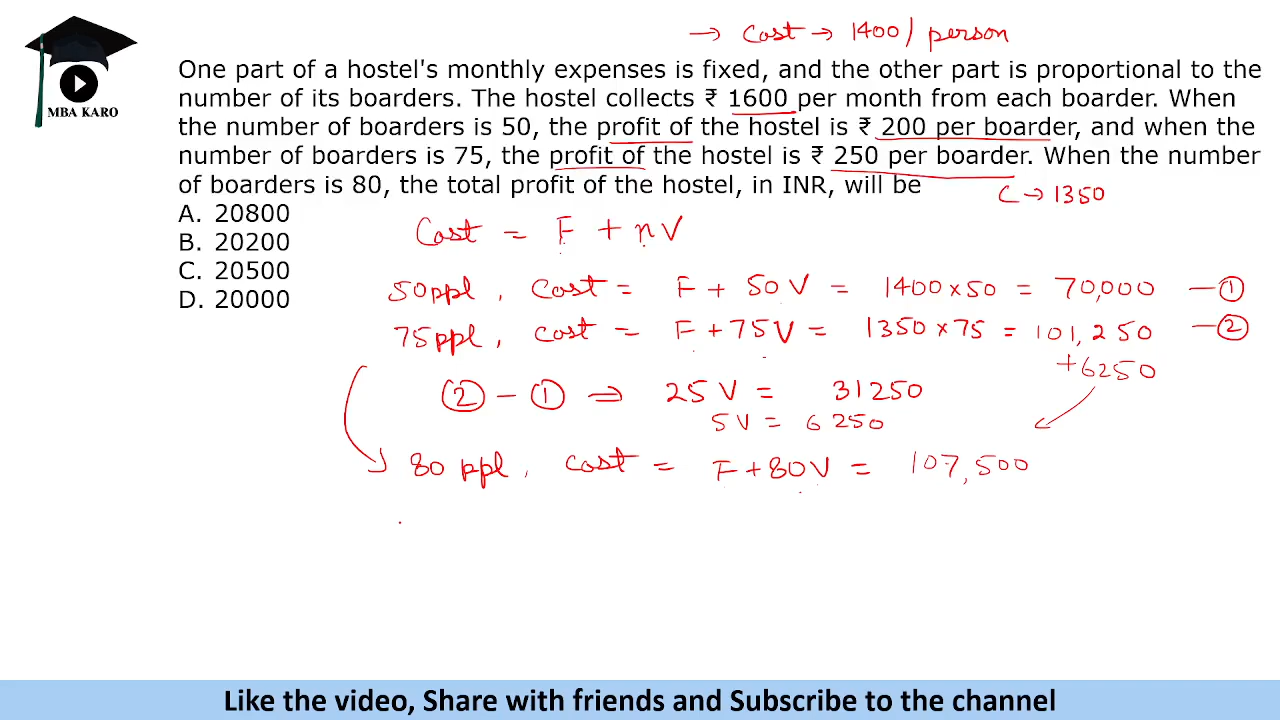 → Cost → 1400/person
One part of a hostel's monthly expenses is fixed, and the other part is proportional to the
number of its boarders. The hostel collects ₹ 1600 per month from each boarder. When
MBA KARO
the number of boarders is 50, the profit of the hostel is ₹ 200 per boarder, and when the
number of boarders is 75, the profit of the hostel is ₹ 250 per boarder. When the number
of boarders is 80, the total profit of the hostel, in INR, will be
C → 1350
A. 20800
B. 20200
C. 20500
D. 20000
Cost = F + nV
50ppl, Cost = F + 50V = 1400×50 = 70,000 —①
75ppl, Cost = F + 75V = 1350×75 = 101,250 —②
+6250
② − ① ⇒ 25V = 31250
5V = 6250
80 ppl, Cost = F+80V = 107,500
Like the video, Share with friends and Subscribe to the channel